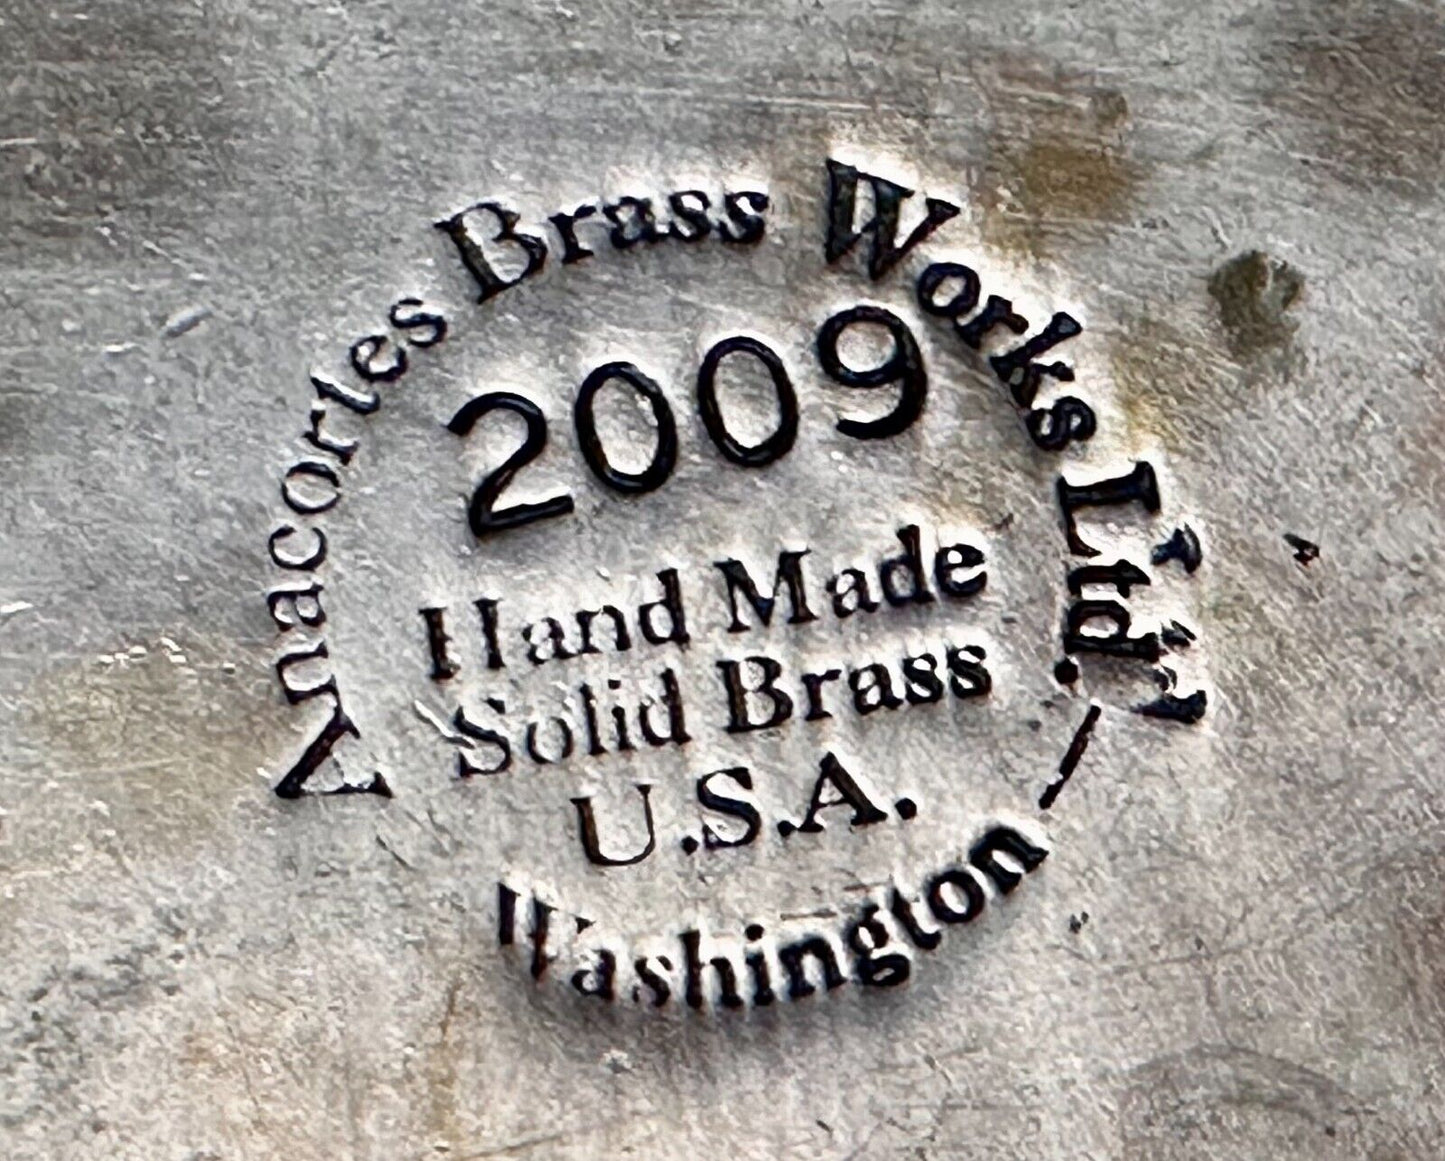 Anacortes Brass Works Ltd.
2009
Hand Made
Solid Brass
U.S.A.
Washington